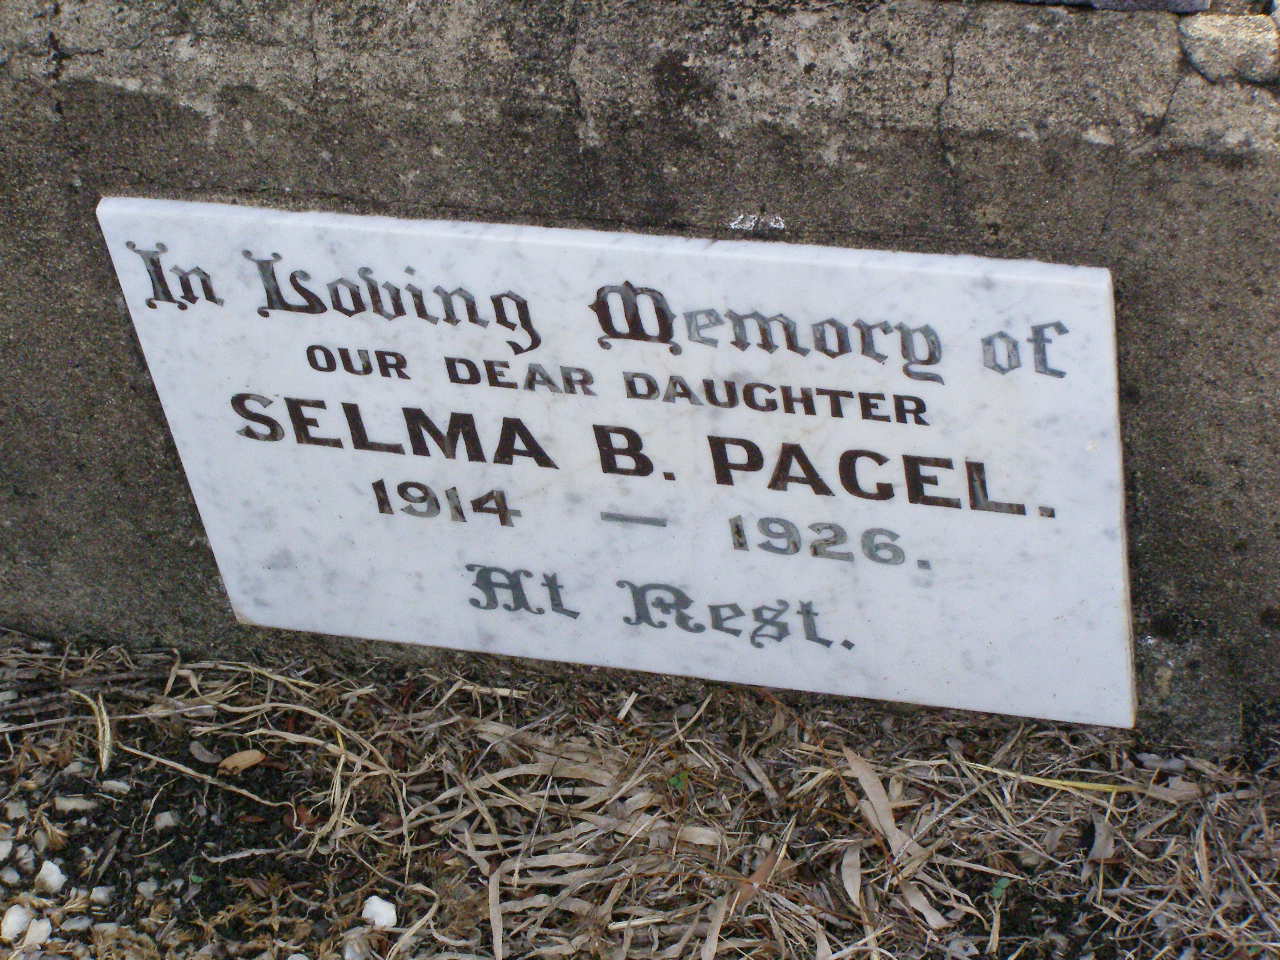 In Loving Memory of
OUR DEAR DAUGHTER
SELMA B. PAGEL.
1914 — 1926.
At Rest.